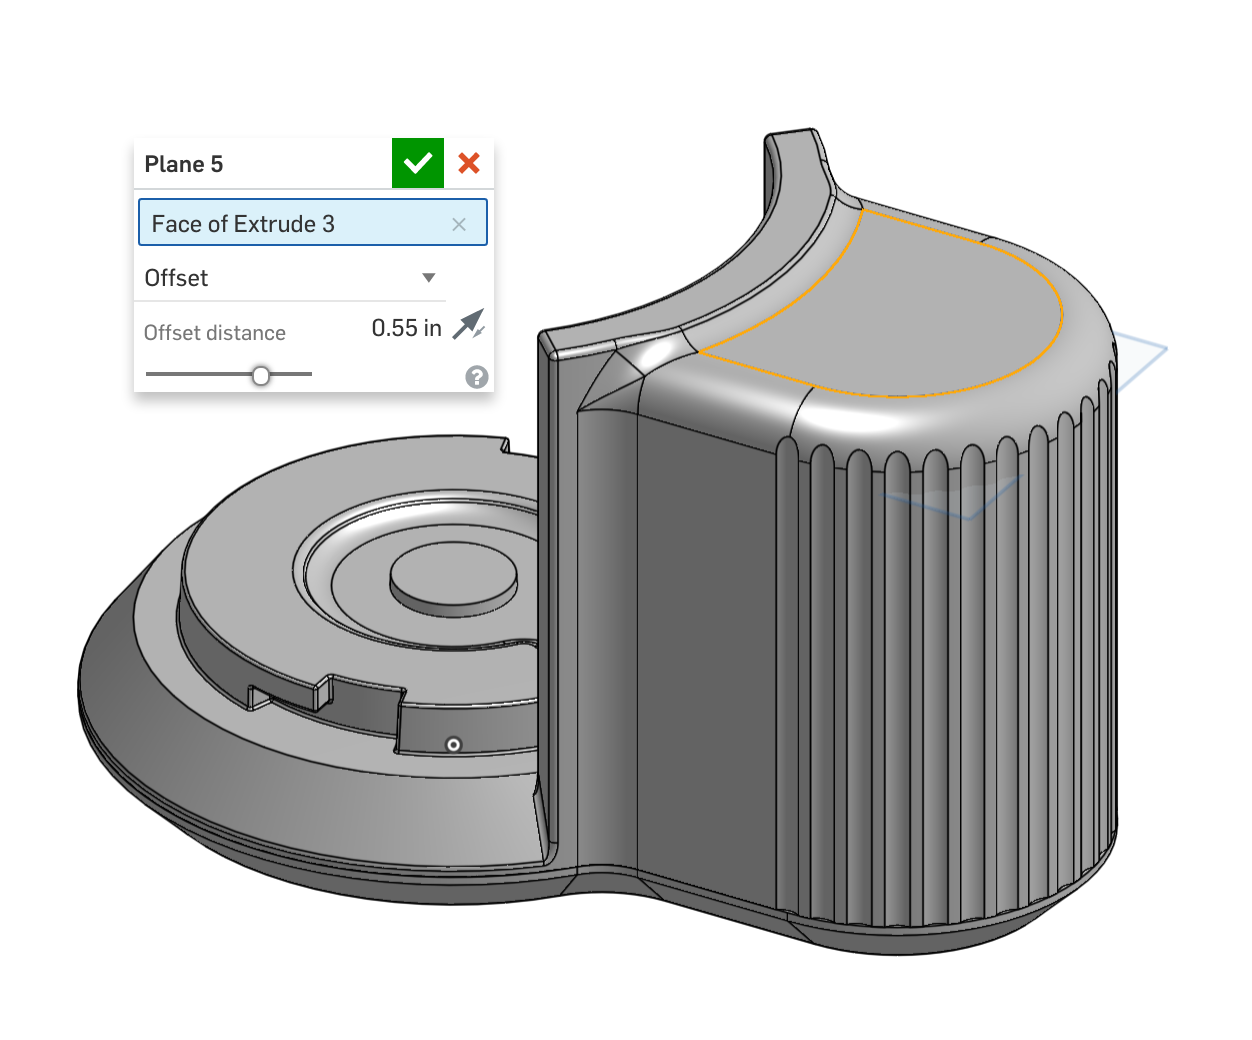 Plane 5
Face of Extrude 3
Offset
Offset distance 0.55 in
?